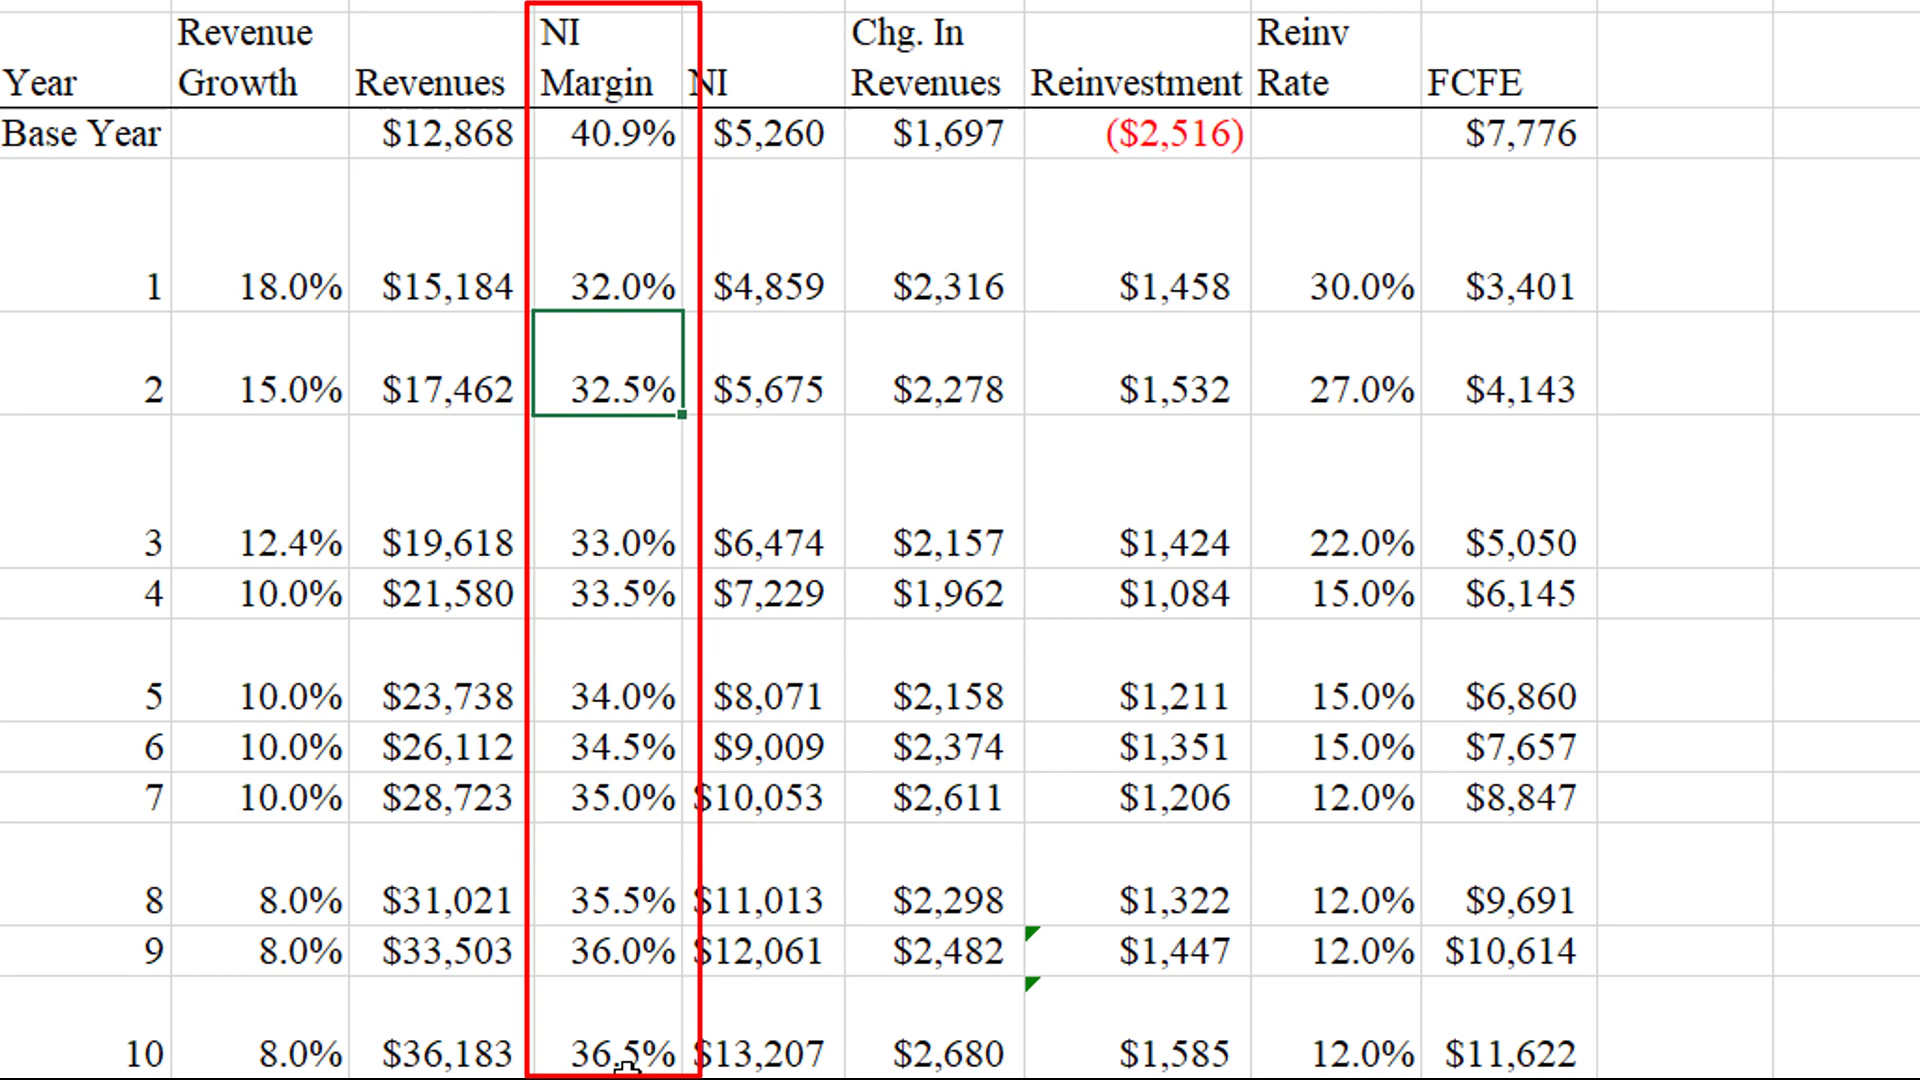 Year Revenue Growth Revenues NI Margin NI Chg. In Revenues Reinvestment Reinv Rate FCFE
Base Year $12,868 40.9% $5,260 $1,697 ($2,516) $7,776
1 18.0% $15,184 32.0% $4,859 $2,316 $1,458 30.0% $3,401
2 15.0% $17,462 32.5% $5,675 $2,278 $1,532 27.0% $4,143
3 12.4% $19,618 33.0% $6,474 $2,157 $1,424 22.0% $5,050
4 10.0% $21,580 33.5% $7,229 $1,962 $1,084 15.0% $6,145
5 10.0% $23,738 34.0% $8,071 $2,158 $1,211 15.0% $6,860
6 10.0% $26,112 34.5% $9,009 $2,374 $1,351 15.0% $7,657
7 10.0% $28,723 35.0% $10,053 $2,611 $1,206 12.0% $8,847
8 8.0% $31,021 35.5% $11,013 $2,298 $1,322 12.0% $9,691
9 8.0% $33,503 36.0% $12,061 $2,482 $1,447 12.0% $10,614
10 8.0% $36,183 36.5% $13,207 $2,680 $1,585 12.0% $11,622